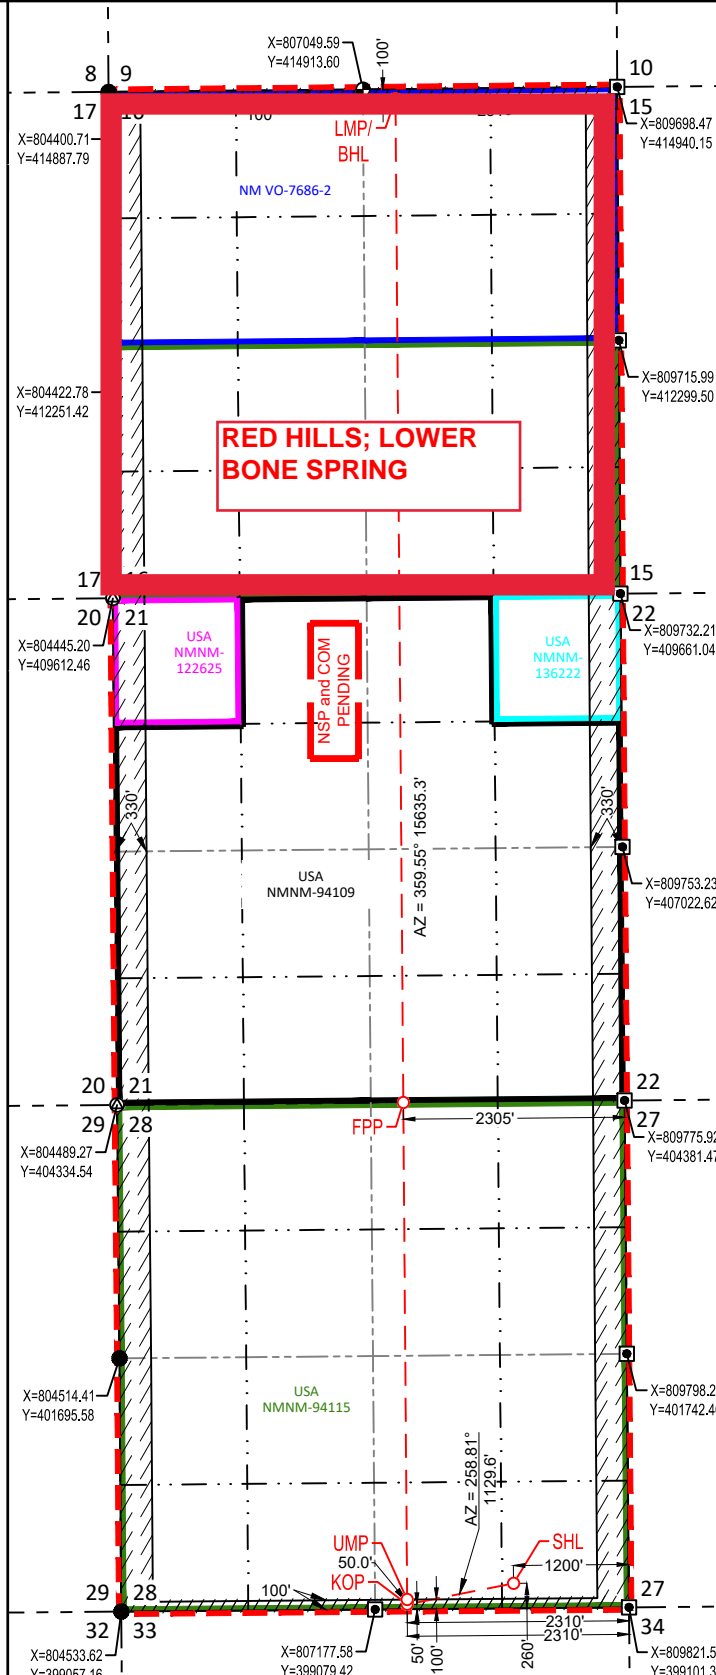 X=807049.59
Y=414913.60
100'
8
9
10
17
15
X=804400.71
Y=414887.79
X=809698.47
Y=414940.15
100'
LMP/
BHL
NM VO-7686-2
X=804422.78
Y=412251.42
X=809715.99
Y=412299.50
RED HILLS; LOWER
BONE SPRING
17
15
20
21
22
X=804445.20
Y=409612.46
X=809732.21
Y=409661.04
USA
NMNM-
122625
USA
NMNM-
136222
NSP and COM
PENDING
330'
330'
AZ = 359.55° 15635.3'
USA
NMNM-94109
X=809753.23
Y=407022.62
20
21
22
29
28
27
FPP
2305'
X=804489.27
Y=404334.54
X=809775.92
Y=404381.47
X=804514.41
Y=401695.58
X=809798.2
Y=401742.4
USA
NMNM-94115
AZ = 258.81°
1129.6'
UMP
50.0'
KOP
SHL
1200'
100'
29
28
27
32
33
34
2310'
2310'
50'
100'
260'
X=804533.62
Y=399057.16
X=807177.58
Y=399079.42
X=809821.5
Y=399101.3